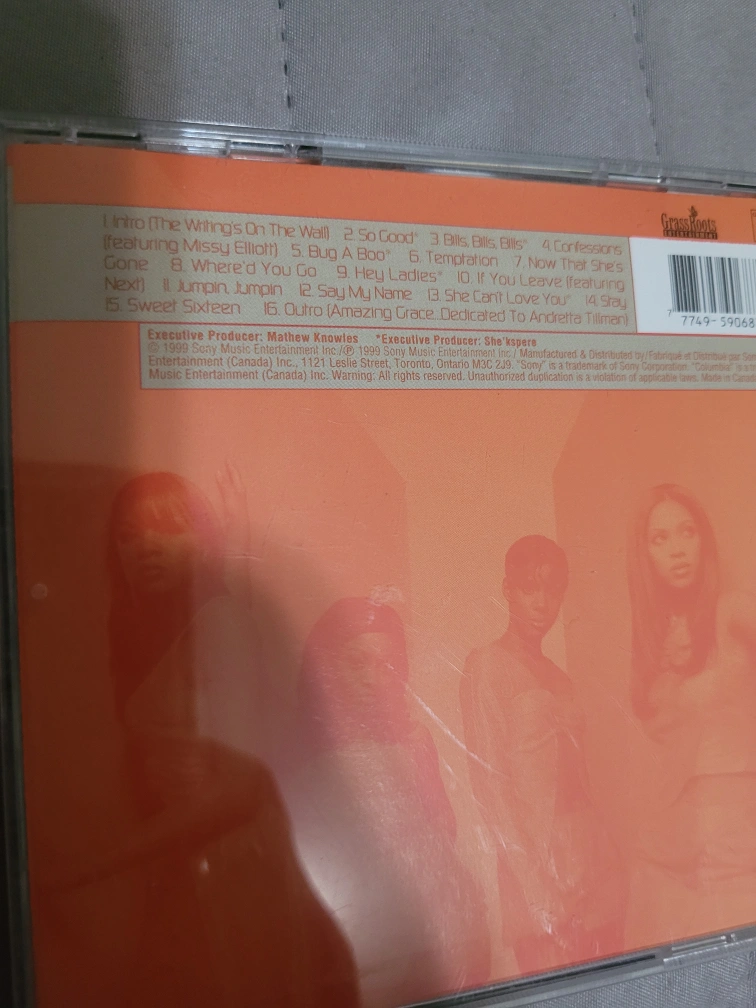 1. Intro (The Writing's On The Wall) 2. So Good* 3. Bills, Bills, Bills* 4. Confessions
(featuring Missy Elliott) 5. Bug A Boo* 6. Temptation 7. Now That She's
Gone 8. Where'd You Go 9. Hey Ladies* 10. If You Leave (featuring
Next) 11. Jumpin, Jumpin 12. Say My Name 13. She Can't Love You* 14. Stay
15. Sweet Sixteen 16. Outro (Amazing Grace...Dedicated To Andretta Tillman)
GrassRoots
ENTERTAINMENT
7 7749-59068
Executive Producer: Mathew Knowles *Executive Producer: She'kspere
© 1999 Sony Music Entertainment Inc./℗ 1999 Sony Music Entertainment Inc./ Manufactured & Distributed by/Fabriqué et Distribué par
Entertainment (Canada) Inc., 1121 Leslie Street, Toronto, Ontario M3C 2J9. "Sony" is a trademark of Sony Corporation. "Columbia" is a
Music Entertainment (Canada) Inc. Warning: All rights reserved. Unauthorized duplication is a violation of applicable laws. Made in